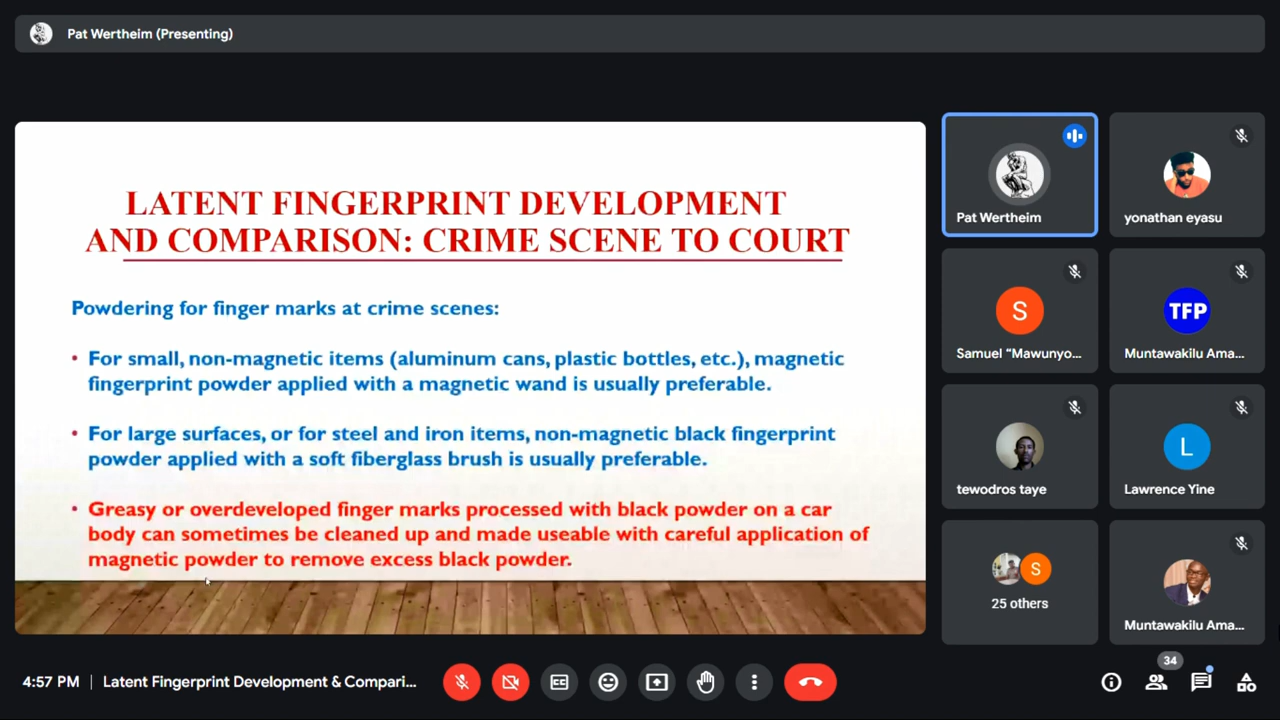 Pat Wertheim (Presenting)
LATENT FINGERPRINT DEVELOPMENT
AND COMPARISON: CRIME SCENE TO COURT
Powdering for finger marks at crime scenes:
• For small, non-magnetic items (aluminum cans, plastic bottles, etc.), magnetic
fingerprint powder applied with a magnetic wand is usually preferable.
• For large surfaces, or for steel and iron items, non-magnetic black fingerprint
powder applied with a soft fiberglass brush is usually preferable.
• Greasy or overdeveloped finger marks processed with black powder on a car
body can sometimes be cleaned up and made useable with careful application of
magnetic powder to remove excess black powder.
Pat Wertheim
yonathan eyasu
S
Samuel “Mawunyo...
TFP
Muntawakilu Ama...
tewodros taye
L
Lawrence Yine
S
25 others
Muntawakilu Ama...
4:57 PM | Latent Fingerprint Development & Compari...
CC
34